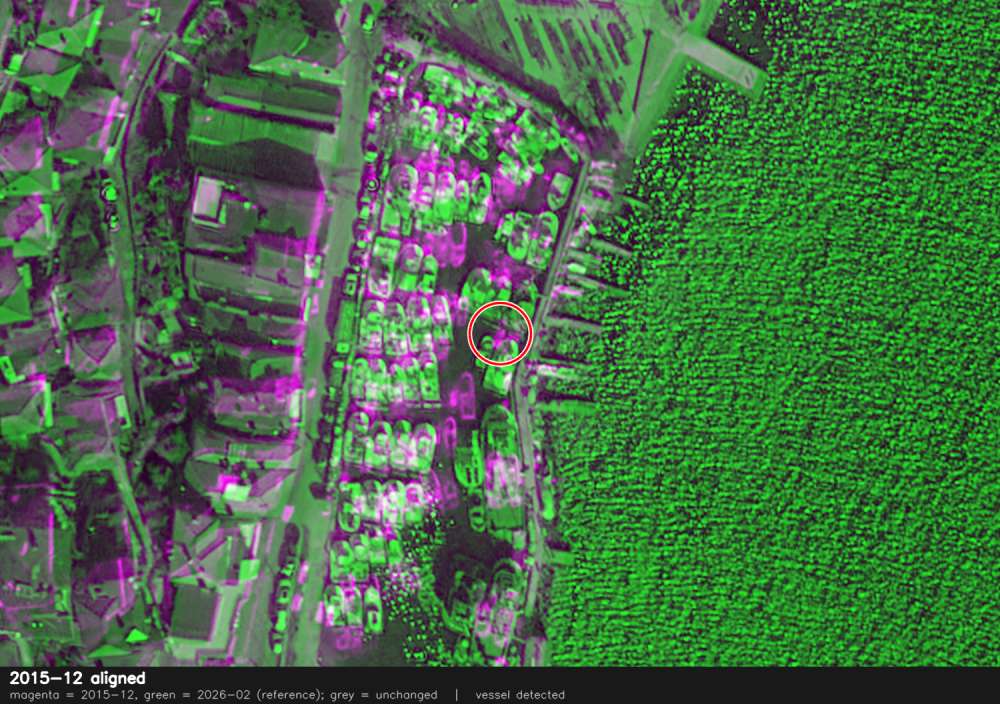 2015-12 aligned
magenta = 2015-12, green = 2026-02 (reference); grey = unchanged | vessel detected